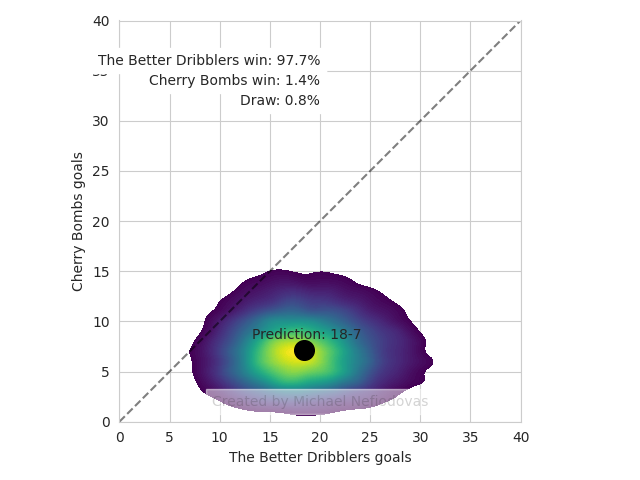 40
The Better Dribblers win: 97.7%
Cherry Bombs win: 1.4%
Draw: 0.8%
30
25
20
15
10
5
0
Cherry Bombs goals
Prediction: 18-7
Created by Michael Nefiodovas
0 5 10 15 20 25 30 35 40
The Better Dribblers goals